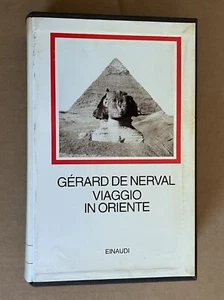 GÉRARD DE NERVAL
VIAGGIO
IN ORIENTE
EINAUDI